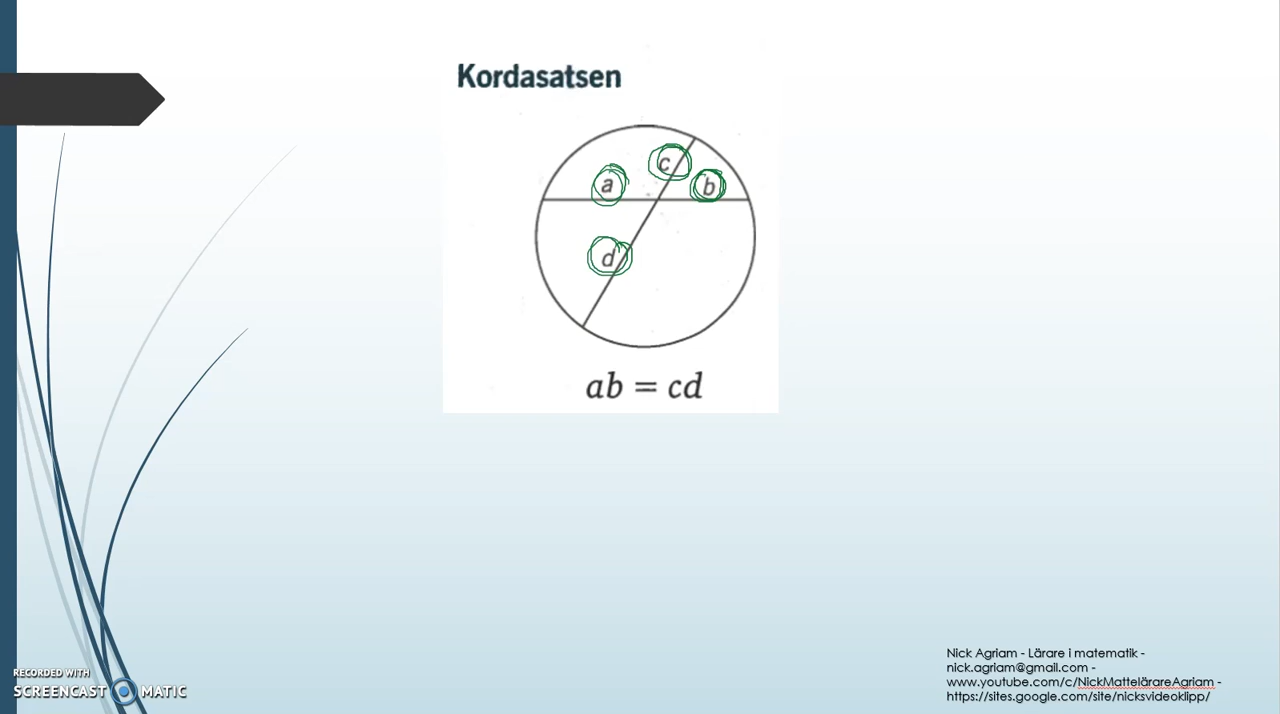 Kordasatsen
c
a
b
d
ab = cd
Nick Agriam - Lärare i matematik -
nick.agriam@gmail.com -
www.youtube.com/c/NickMattelärareAgriam -
https://sites.google.com/site/nicksvideoklipp/
RECORDED WITH
SCREENCAST MATIC